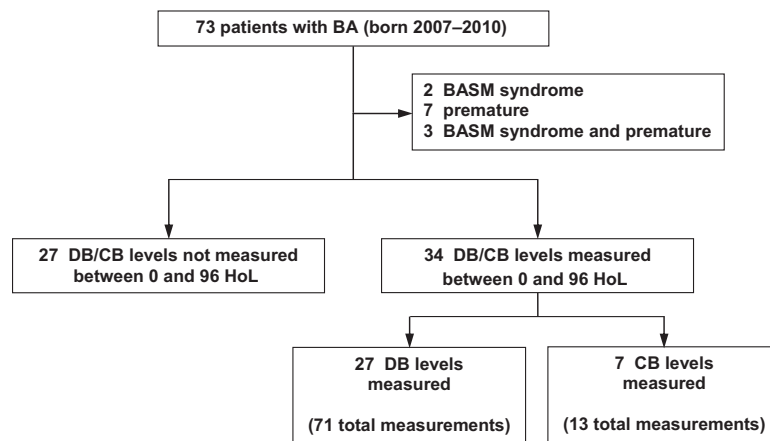 73 patients with BA (born 2007–2010)
2 BASM syndrome
7 premature
3 BASM syndrome and premature
27 DB/CB levels not measured
between 0 and 96 HoL
34 DB/CB levels measured
between 0 and 96 HoL
27 DB levels
measured
(71 total measurements)
7 CB levels
measured
(13 total measurements)